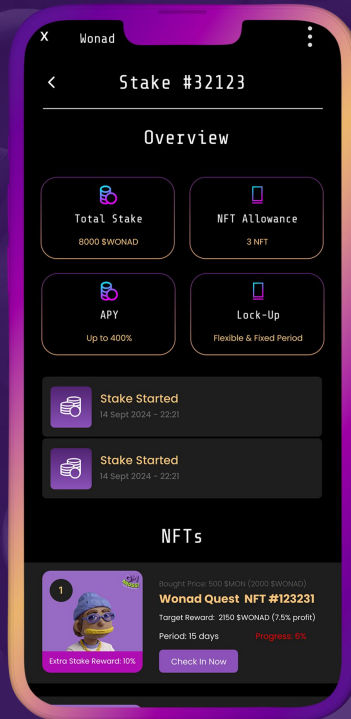 X Wonad
< Stake #32123
Overview
Total Stake
8000 $WONAD
NFT Allowance
3 NFT
APY
Up to 400%
Lock-Up
Flexible & Fixed Period
Stake Started
14 Sept 2024 - 22:21
Stake Started
14 Sept 2024 - 22:21
NFTs
1
Extra Stake Reward: 10%
Bought Price: 500 $MON (2000 $WONAD)
Wonad Quest NFT #123231
Target Reward: 2150 $WONAD (7.5% profit)
Period: 15 days Progress: 6%
Check In Now